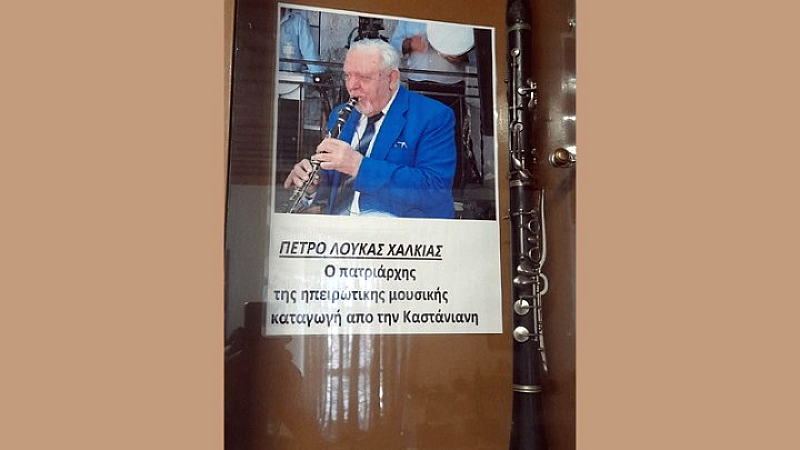 ΠΕΤΡΟ ΛΟΥΚΑΣ ΧΑΛΚΙΑΣ
Ο πατριάρχης
της ηπειρώτικης μουσικής
καταγωγή απο την Καστάνιανη